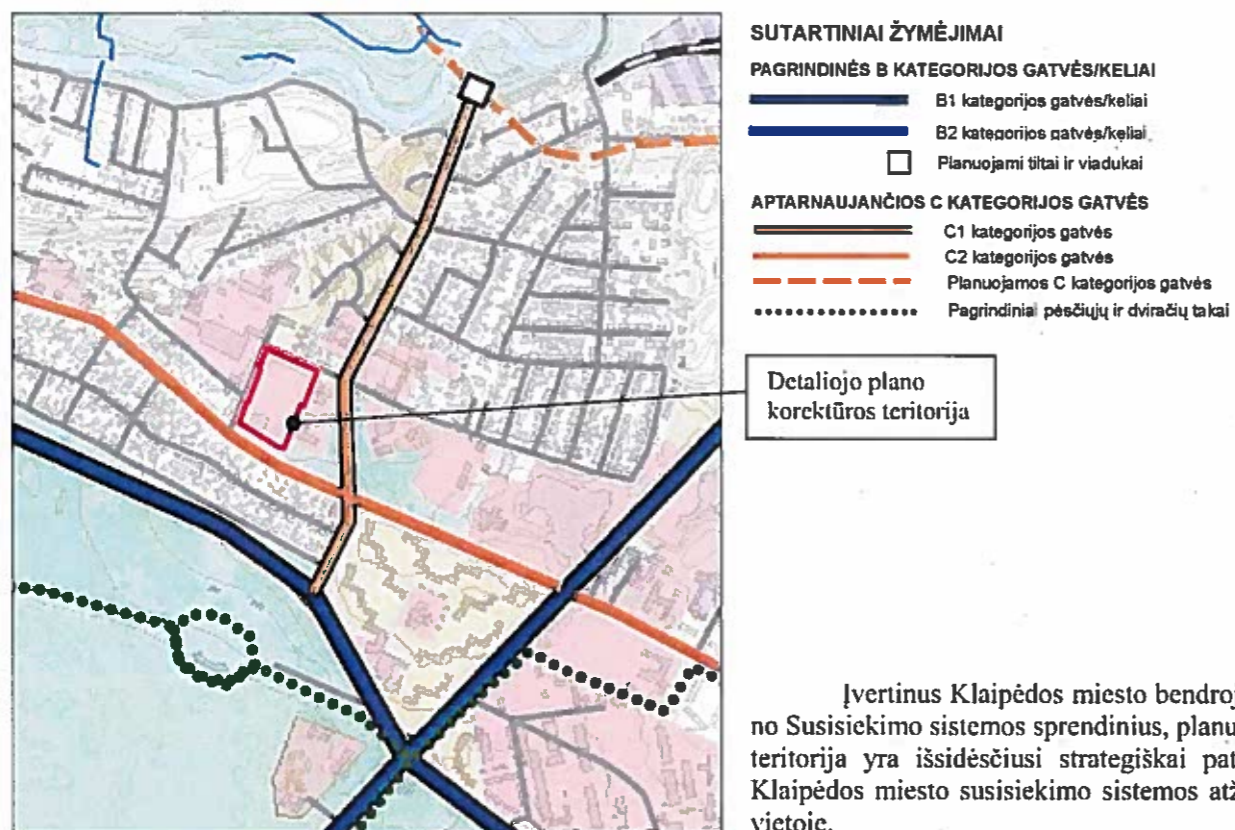 SUTARTINIAI ŽYMĖJIMAI
PAGRINDINĖS B KATEGORIJOS GATVĖS/KELIAI
B1 kategorijos gatvės/keliai
B2 kategorijos gatvės/keliai
Planuojami tiltai ir viadukai
APTARNAUJANČIOS C KATEGORIJOS GATVĖS
C1 kategorijos gatvės
C2 kategorijos gatvės
Planuojamos C kategorijos gatvės
Pagrindiniai pėsčiųjų ir dviračių takai
Detaliojo plano
korektūros teritorija
Įvertinus Klaipėdos miesto bendroj
no Susisiekimo sistemos sprendinius, planu
teritorija yra išsidėsčiusi strategiškai pat
Klaipėdos miesto susisiekimo sistemos atž
vietoje.